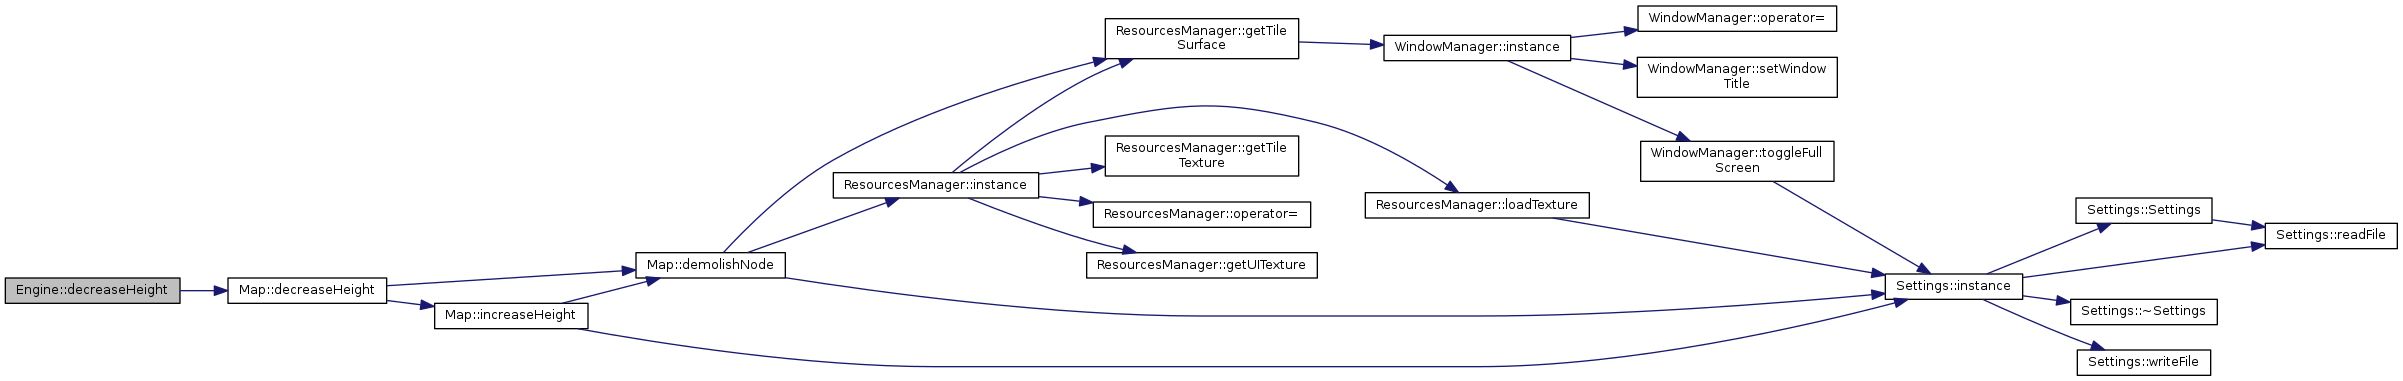 Engine::decreaseHeight
Map::decreaseHeight
Map::increaseHeight
Map::demolishNode
ResourcesManager::instance
ResourcesManager::getTile
Surface
ResourcesManager::getTile
Texture
ResourcesManager::operator=
ResourcesManager::getUITexture
WindowManager::instance
ResourcesManager::loadTexture
WindowManager::operator=
WindowManager::setWindow
Title
WindowManager::toggleFull
Screen
Settings::instance
Settings::Settings
Settings::~Settings
Settings::writeFile
Settings::readFile